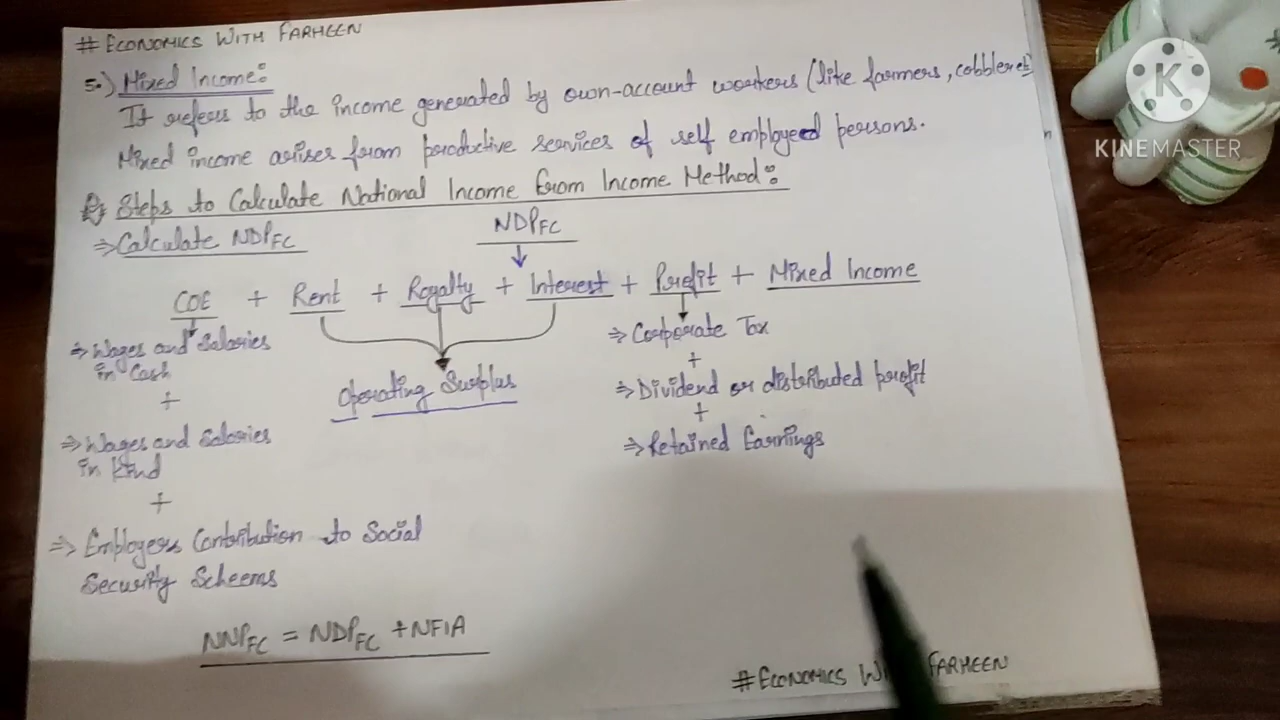 # ECONOMICS WITH FARHEEN
5.) Mixed Income:
It refers to the income generated by own-account workers (like farmers, cobbleres)
Mixed income arises from productive services of self employeed persons.
Steps to Calculate National Income from Income Method:
⇒ Calculate NDPFC
NDPFC
COE + Rent + Royalty + Interest + Profit + Mixed Income
⇒ Wages and Salaries
in Cash
+
⇒ Wages and Salaries
in Kind
+
⇒ Employers Contribution to Social
Security Scheems
Operating Surplus
⇒ Corporate Tax
+
⇒ Dividend or distributed profit
+
⇒ Retained Earnings
NNPFC = NDPFC + NFIA
# ECONOMICS WITH FARHEEN
K
KINEMASTER